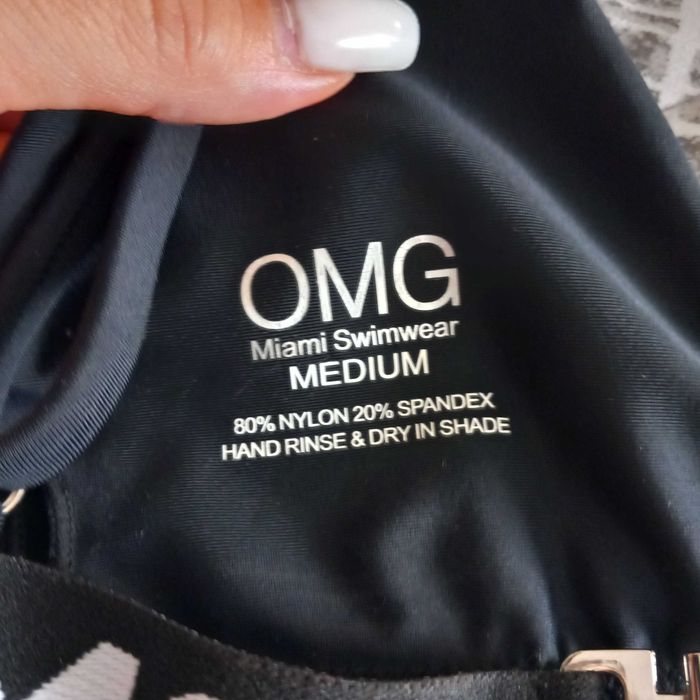 OMG
Miami Swimwear
MEDIUM
80% NYLON 20% SPANDEX
HAND RINSE & DRY IN SHADE